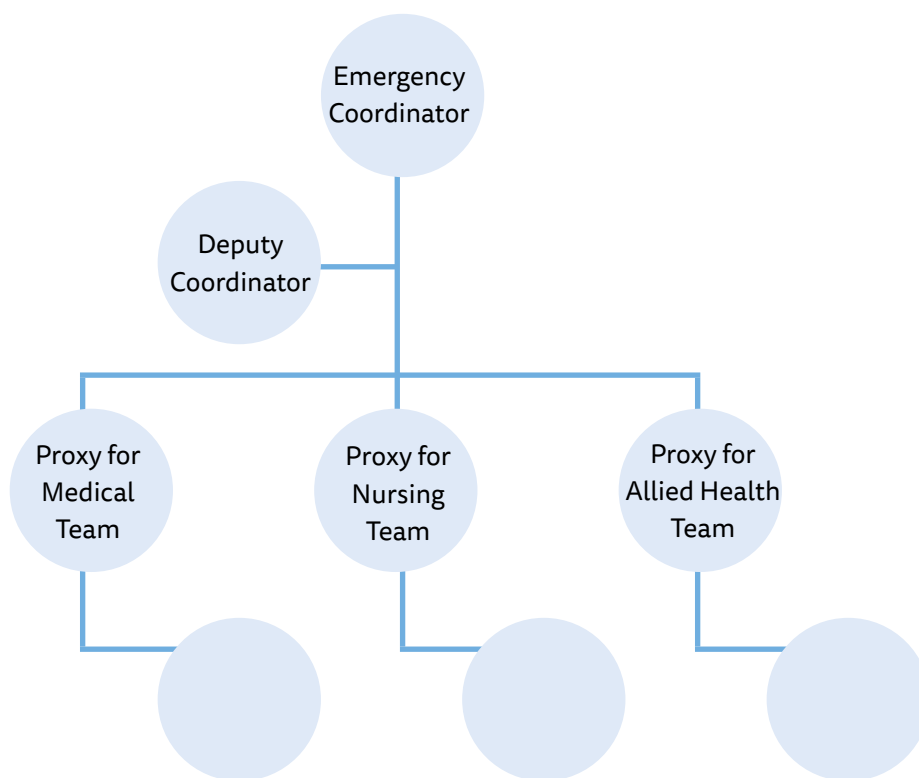 Emergency
Coordinator
Deputy
Coordinator
Proxy for
Medical
Team
Proxy for
Nursing
Team
Proxy for
Allied Health
Team